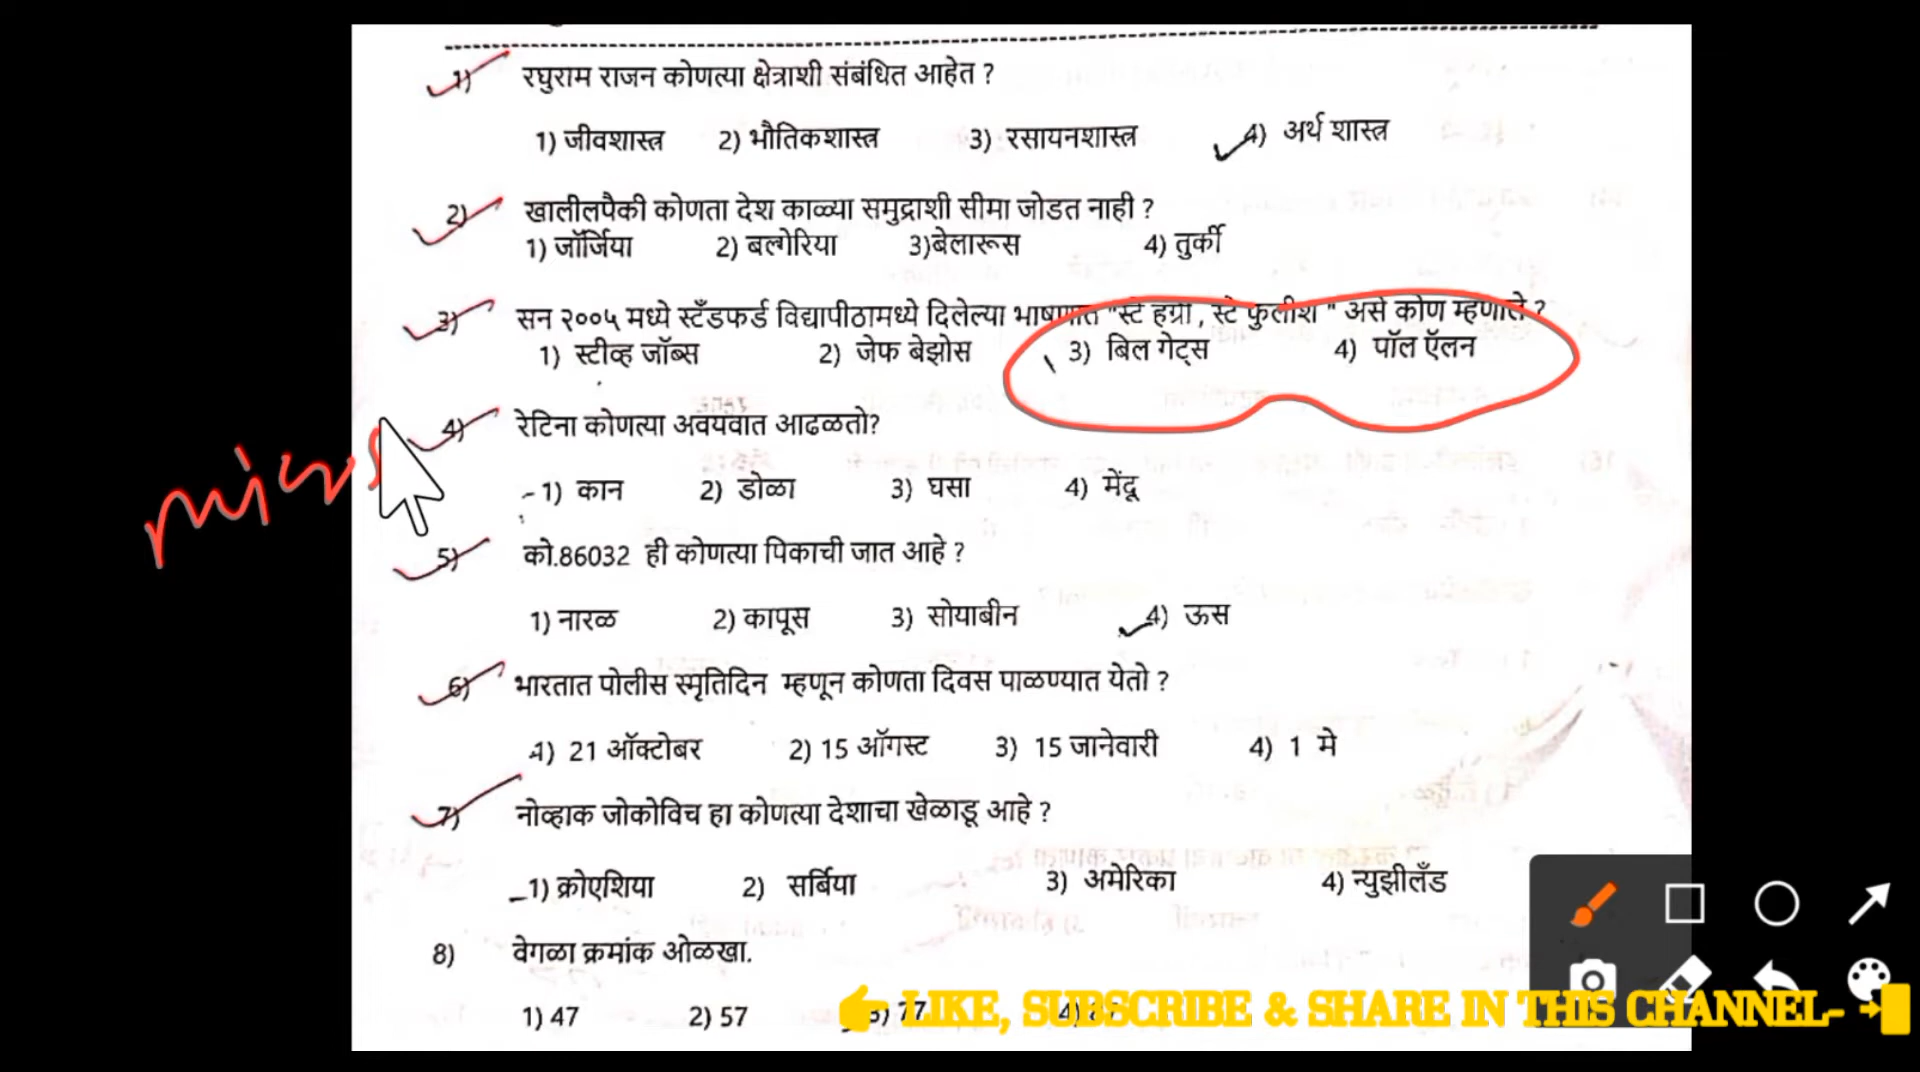 1) रघुराम राजन कोणत्या क्षेत्राशी संबंधित आहेत ?
1) जीवशास्त्र 2) भौतिकशास्त्र 3) रसायनशास्त्र 4) अर्थ शास्त्र
2) खालीलपैकी कोणता देश काळ्या समुद्राशी सीमा जोडत नाही ?
1) जॉर्जिया 2) बल्गेरिया 3)बेलारूस 4) तुर्की
3) सन २००५ मध्ये स्टँडफर्ड विद्यापीठामध्ये दिलेल्या भाषणात "स्टे हंग्री, स्टे फुलीश " असे कोण म्हणाले ?
1) स्टीव्ह जॉब्स 2) जेफ बेझोस 3) बिल गेट्स 4) पॉल ऍलन
4) रेटिना कोणत्या अवयवात आढळतो?
1) कान 2) डोळा 3) घसा 4) मेंदू
5) को.86032 ही कोणत्या पिकाची जात आहे ?
1) नारळ 2) कापूस 3) सोयाबीन 4) ऊस
6) भारतात पोलीस स्मृतिदिन म्हणून कोणता दिवस पाळण्यात येतो ?
1) 21 ऑक्टोबर 2) 15 ऑगस्ट 3) 15 जानेवारी 4) 1 मे
7) नोव्हाक जोकोविच हा कोणत्या देशाचा खेळाडू आहे ?
1) क्रोएशिया 2) सर्बिया 3) अमेरिका 4) न्युझीलँड
8) वेगळा क्रमांक ओळखा.
1) 47 2) 57 3) 77
LIKE, SUBSCRIBE & SHARE IN THIS CHANNEL-